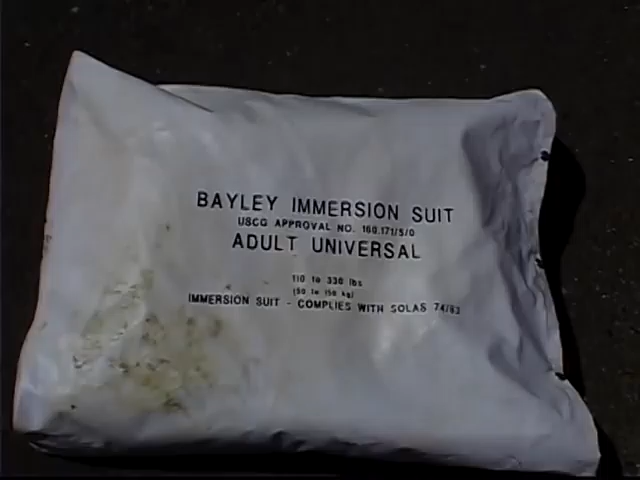 BAYLEY IMMERSION SUIT
USCG APPROVAL NO. 160.171/5/0
ADULT UNIVERSAL
110 to 330 lbs
(50 to 150 kg)
IMMERSION SUIT - COMPLIES WITH SOLAS 74/83